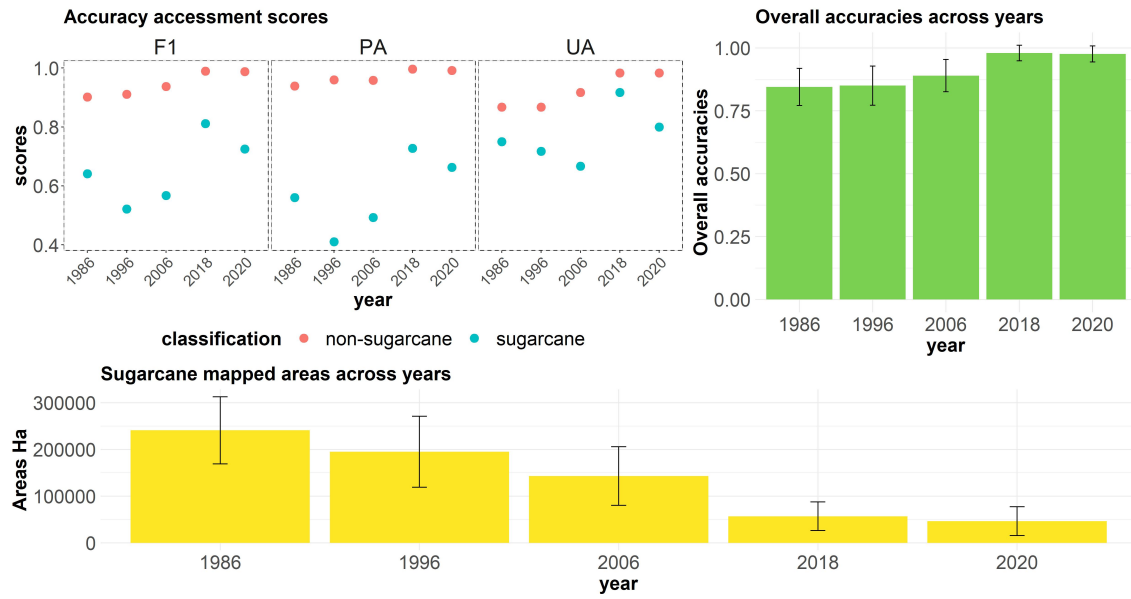 Accuracy accessment scores
F1 PA UA
scores
1.0
0.8
0.6
0.4
1986 1996 2006 2018 2020 1986 1996 2006 2018 2020 1986 1996 2006 2018 2020
year
classification non-sugarcane sugarcane
Overall accuracies across years
Overall accuracies
1.00
0.75
0.50
0.25
0.00
1986 1996 2006 2018 2020
year
Sugarcane mapped areas across years
Areas Ha
300000
200000
100000
0
1986 1996 2006 2018 2020
year